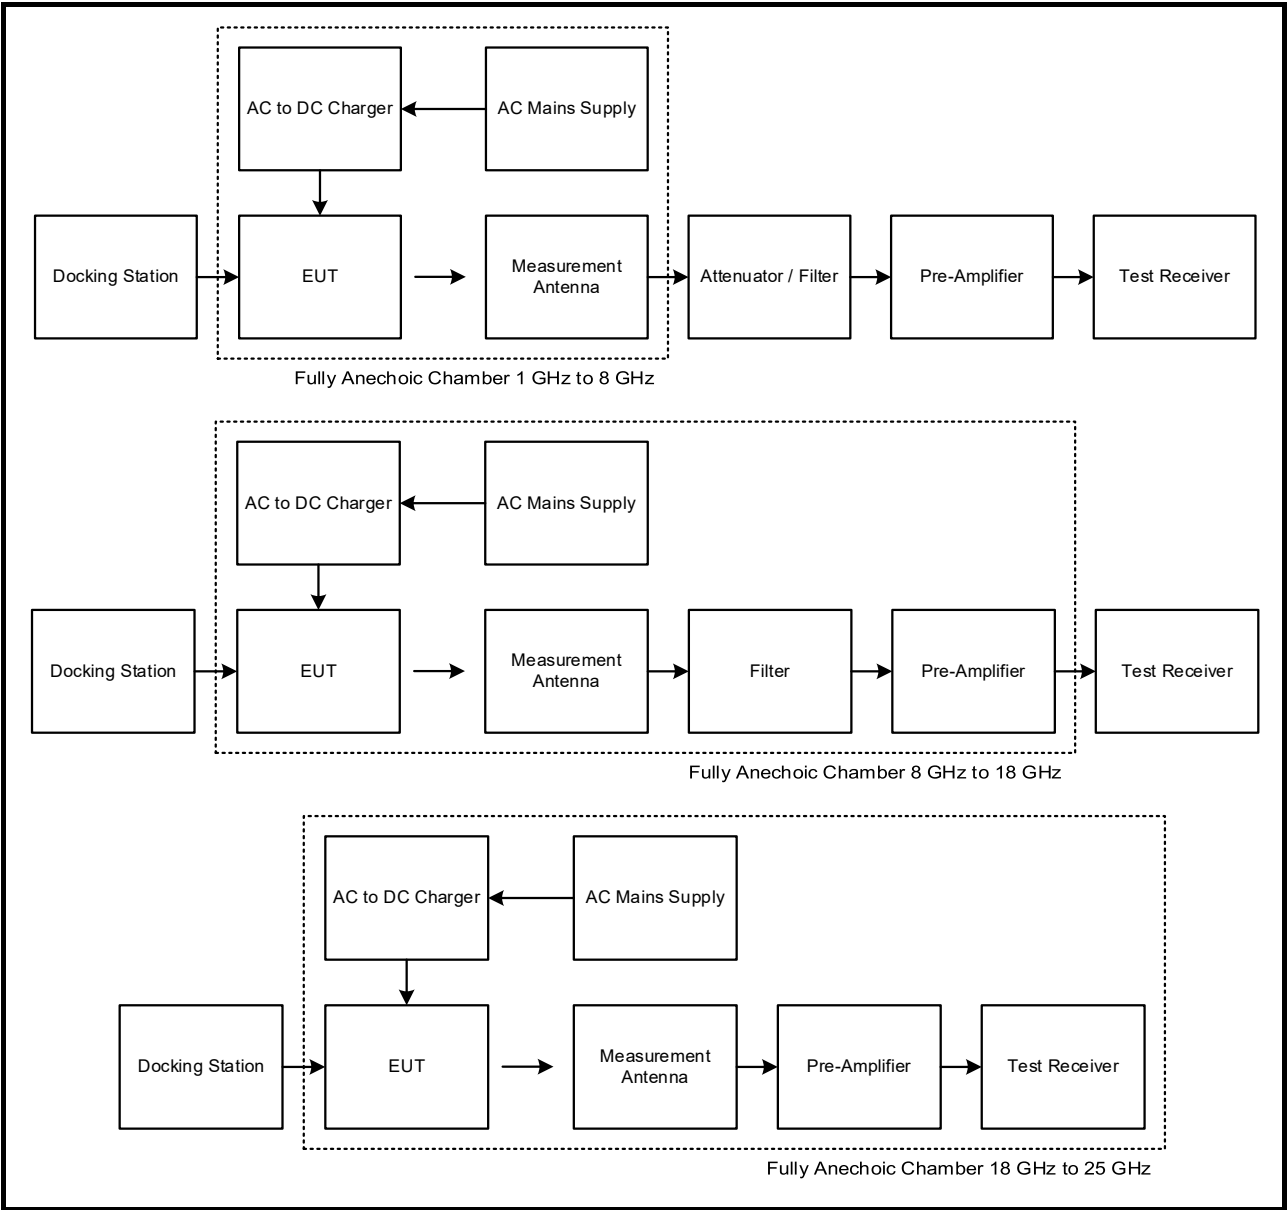 AC to DC Charger
AC Mains Supply
Docking Station
EUT
Measurement
Antenna
Attenuator / Filter
Pre-Amplifier
Test Receiver
Fully Anechoic Chamber 1 GHz to 8 GHz
AC to DC Charger
AC Mains Supply
Docking Station
EUT
Measurement
Antenna
Filter
Pre-Amplifier
Test Receiver
Fully Anechoic Chamber 8 GHz to 18 GHz
AC to DC Charger
AC Mains Supply
Docking Station
EUT
Measurement
Antenna
Pre-Amplifier
Test Receiver
Fully Anechoic Chamber 18 GHz to 25 GHz